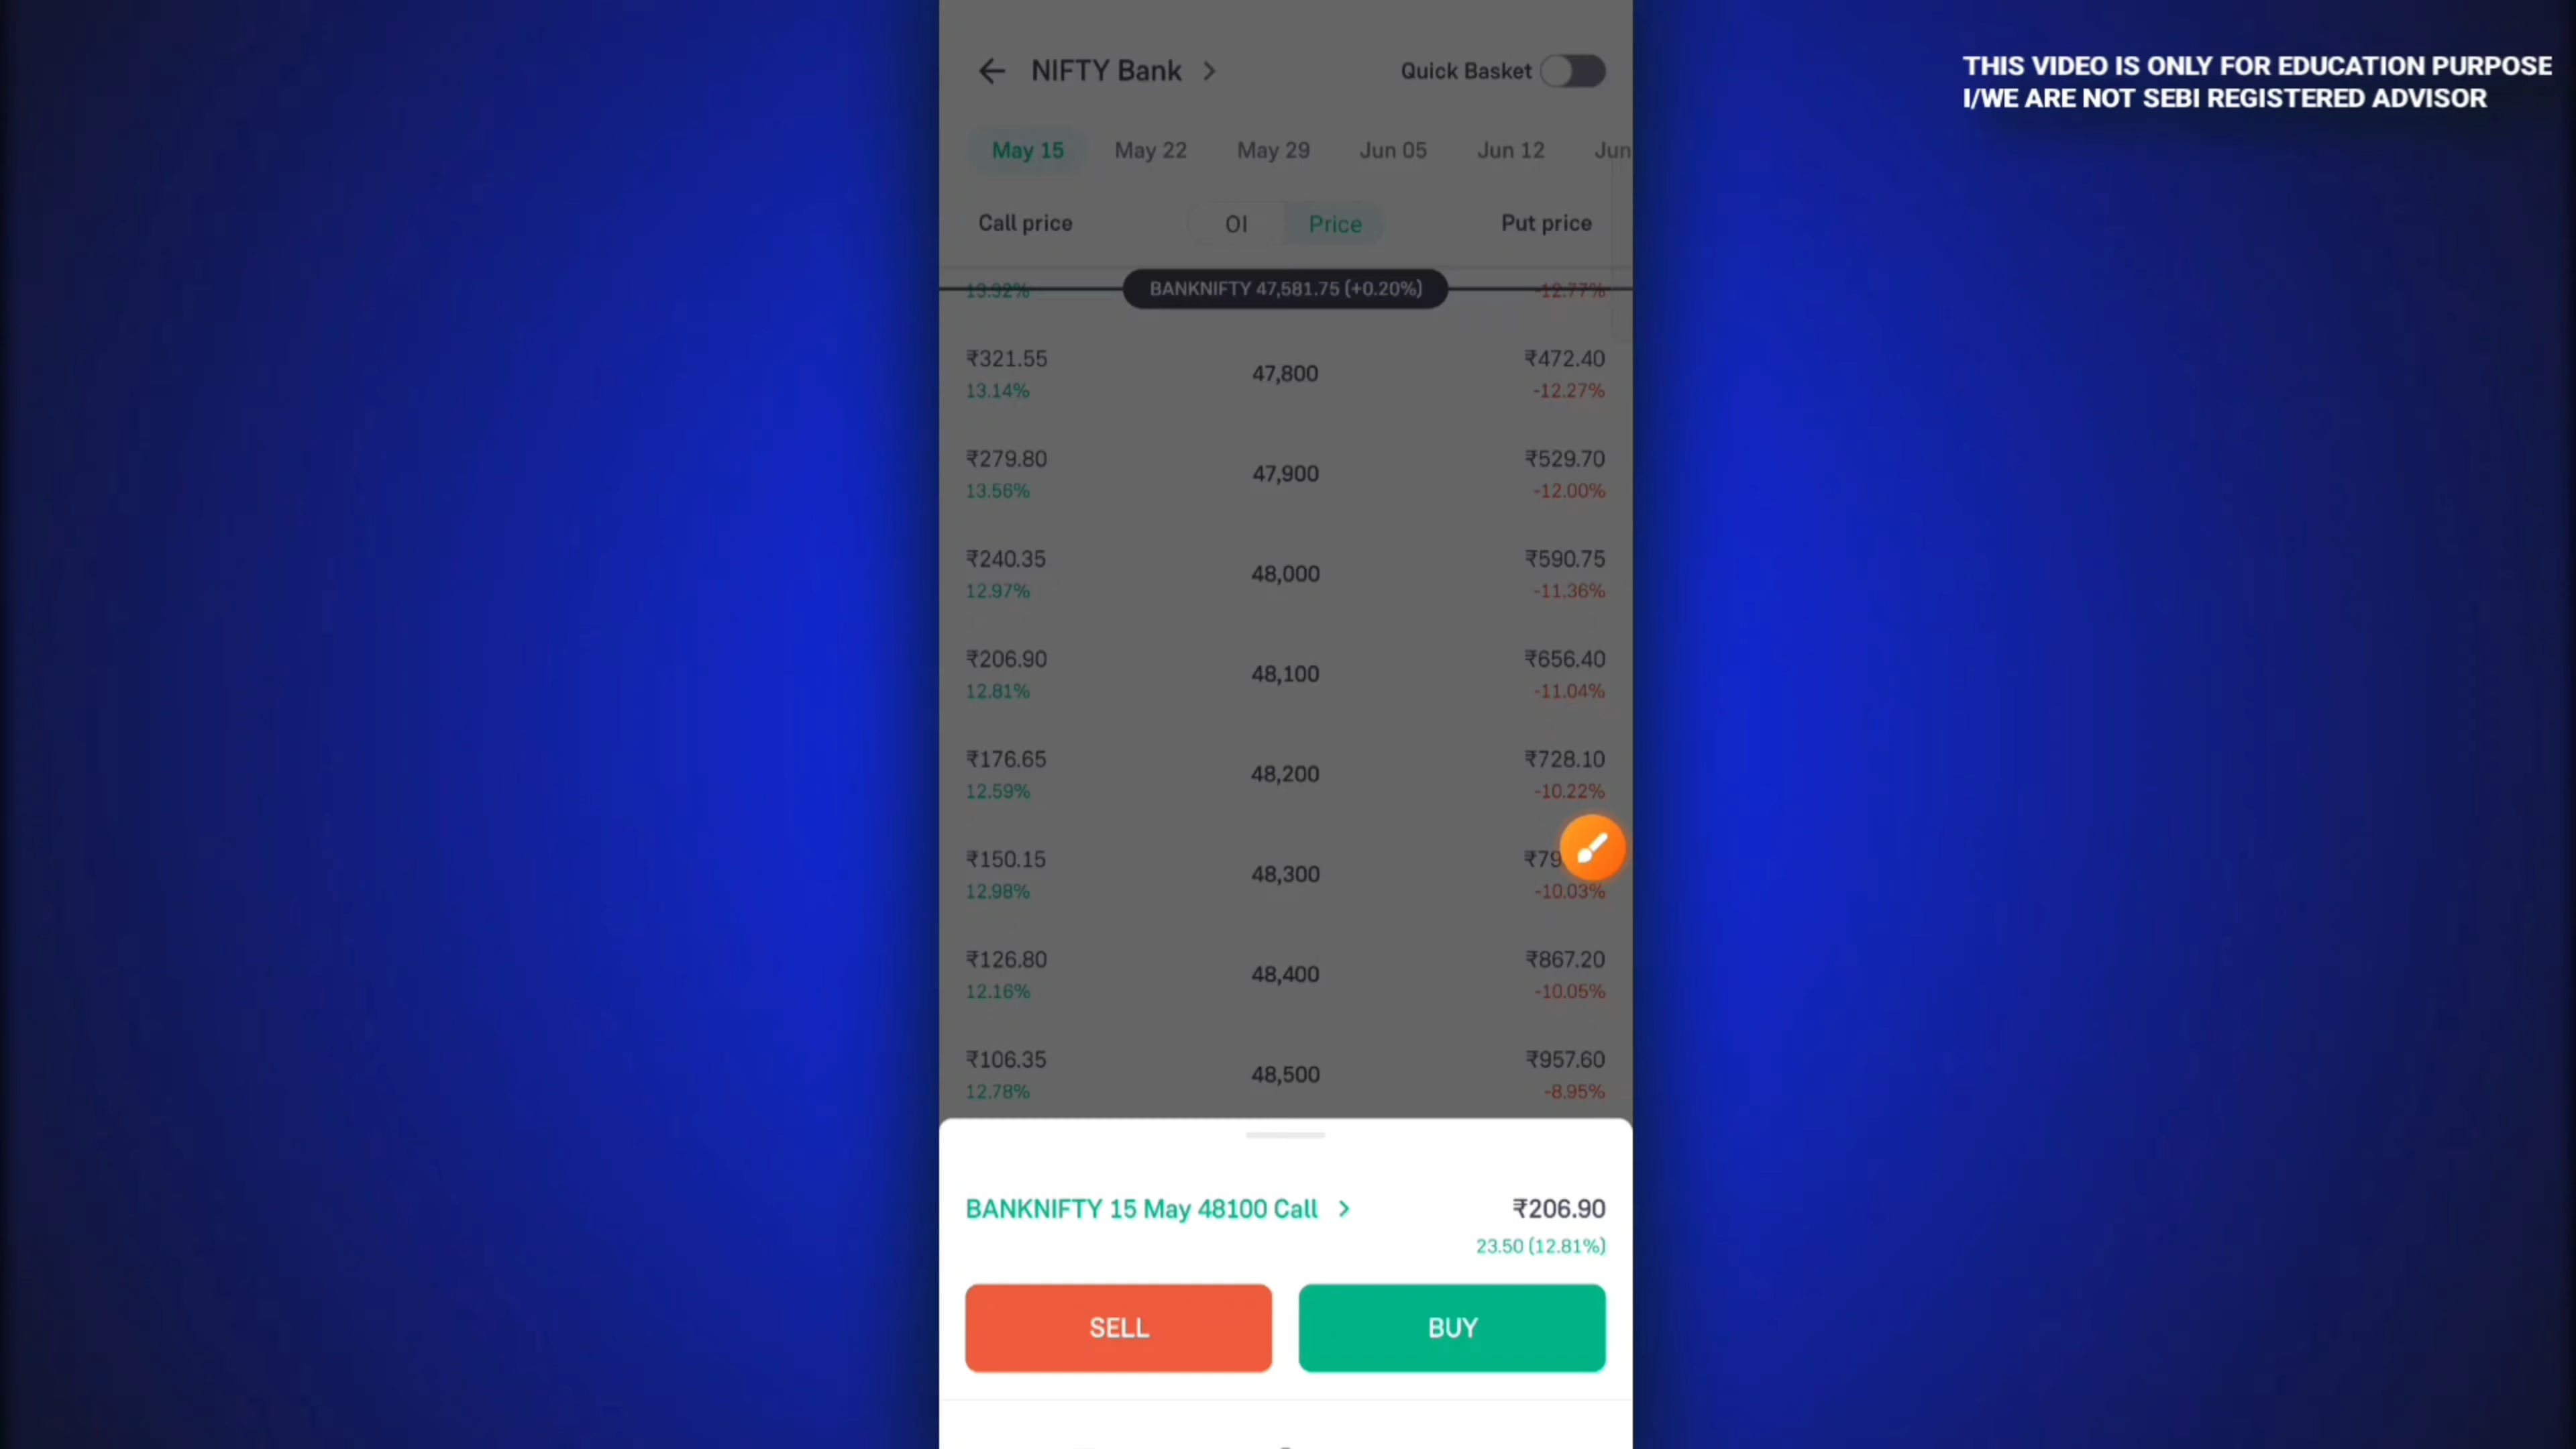 THIS VIDEO IS ONLY FOR EDUCATION PURPOSE
I/WE ARE NOT SEBI REGISTERED ADVISOR
NIFTY Bank Quick Basket
May 15 May 22 May 29 Jun 05 Jun 12 Jun
Call price OI Price Put price
13.32% BANKNIFTY 47,581.75 (+0.20%) -12.77%
₹321.55 47,800 ₹472.40
13.14% -12.27%
₹279.80 47,900 ₹529.70
13.56% -12.00%
₹240.35 48,000 ₹590.75
12.97% -11.36%
₹206.90 48,100 ₹656.40
12.81% -11.04%
₹176.65 48,200 ₹728.10
12.59% -10.22%
₹150.15 48,300 ₹79
12.98% -10.03%
₹126.80 48,400 ₹867.20
12.16% -10.05%
₹106.35 48,500 ₹957.60
12.78% -8.95%
BANKNIFTY 15 May 48100 Call ₹206.90
23.50 (12.81%)
SELL BUY